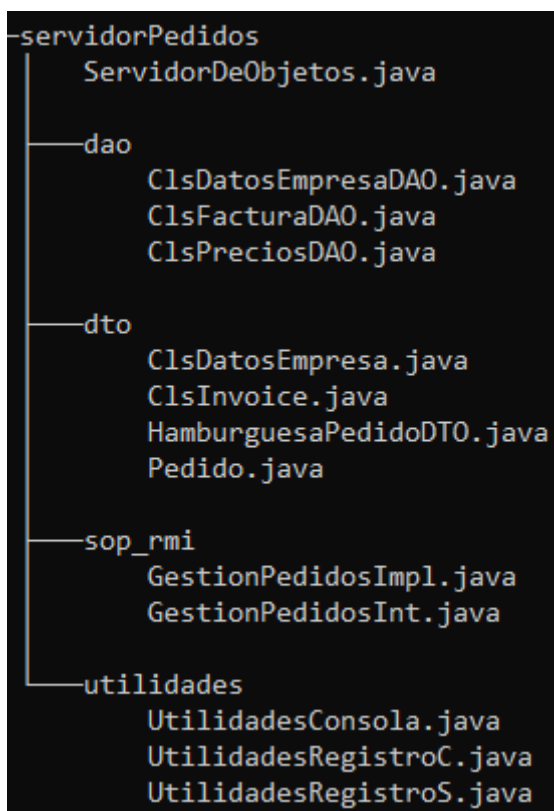 servidorPedidos
ServidorDeObjetos.java
dao
ClsDatosEmpresaDAO.java
ClsFacturaDAO.java
ClsPreciosDAO.java
dto
ClsDatosEmpresa.java
ClsInvoice.java
HamburguesaPedidoDTO.java
Pedido.java
sop_rmi
GestionPedidosImpl.java
GestionPedidosInt.java
utilidades
UtilidadesConsola.java
UtilidadesRegistroC.java
UtilidadesRegistroS.java